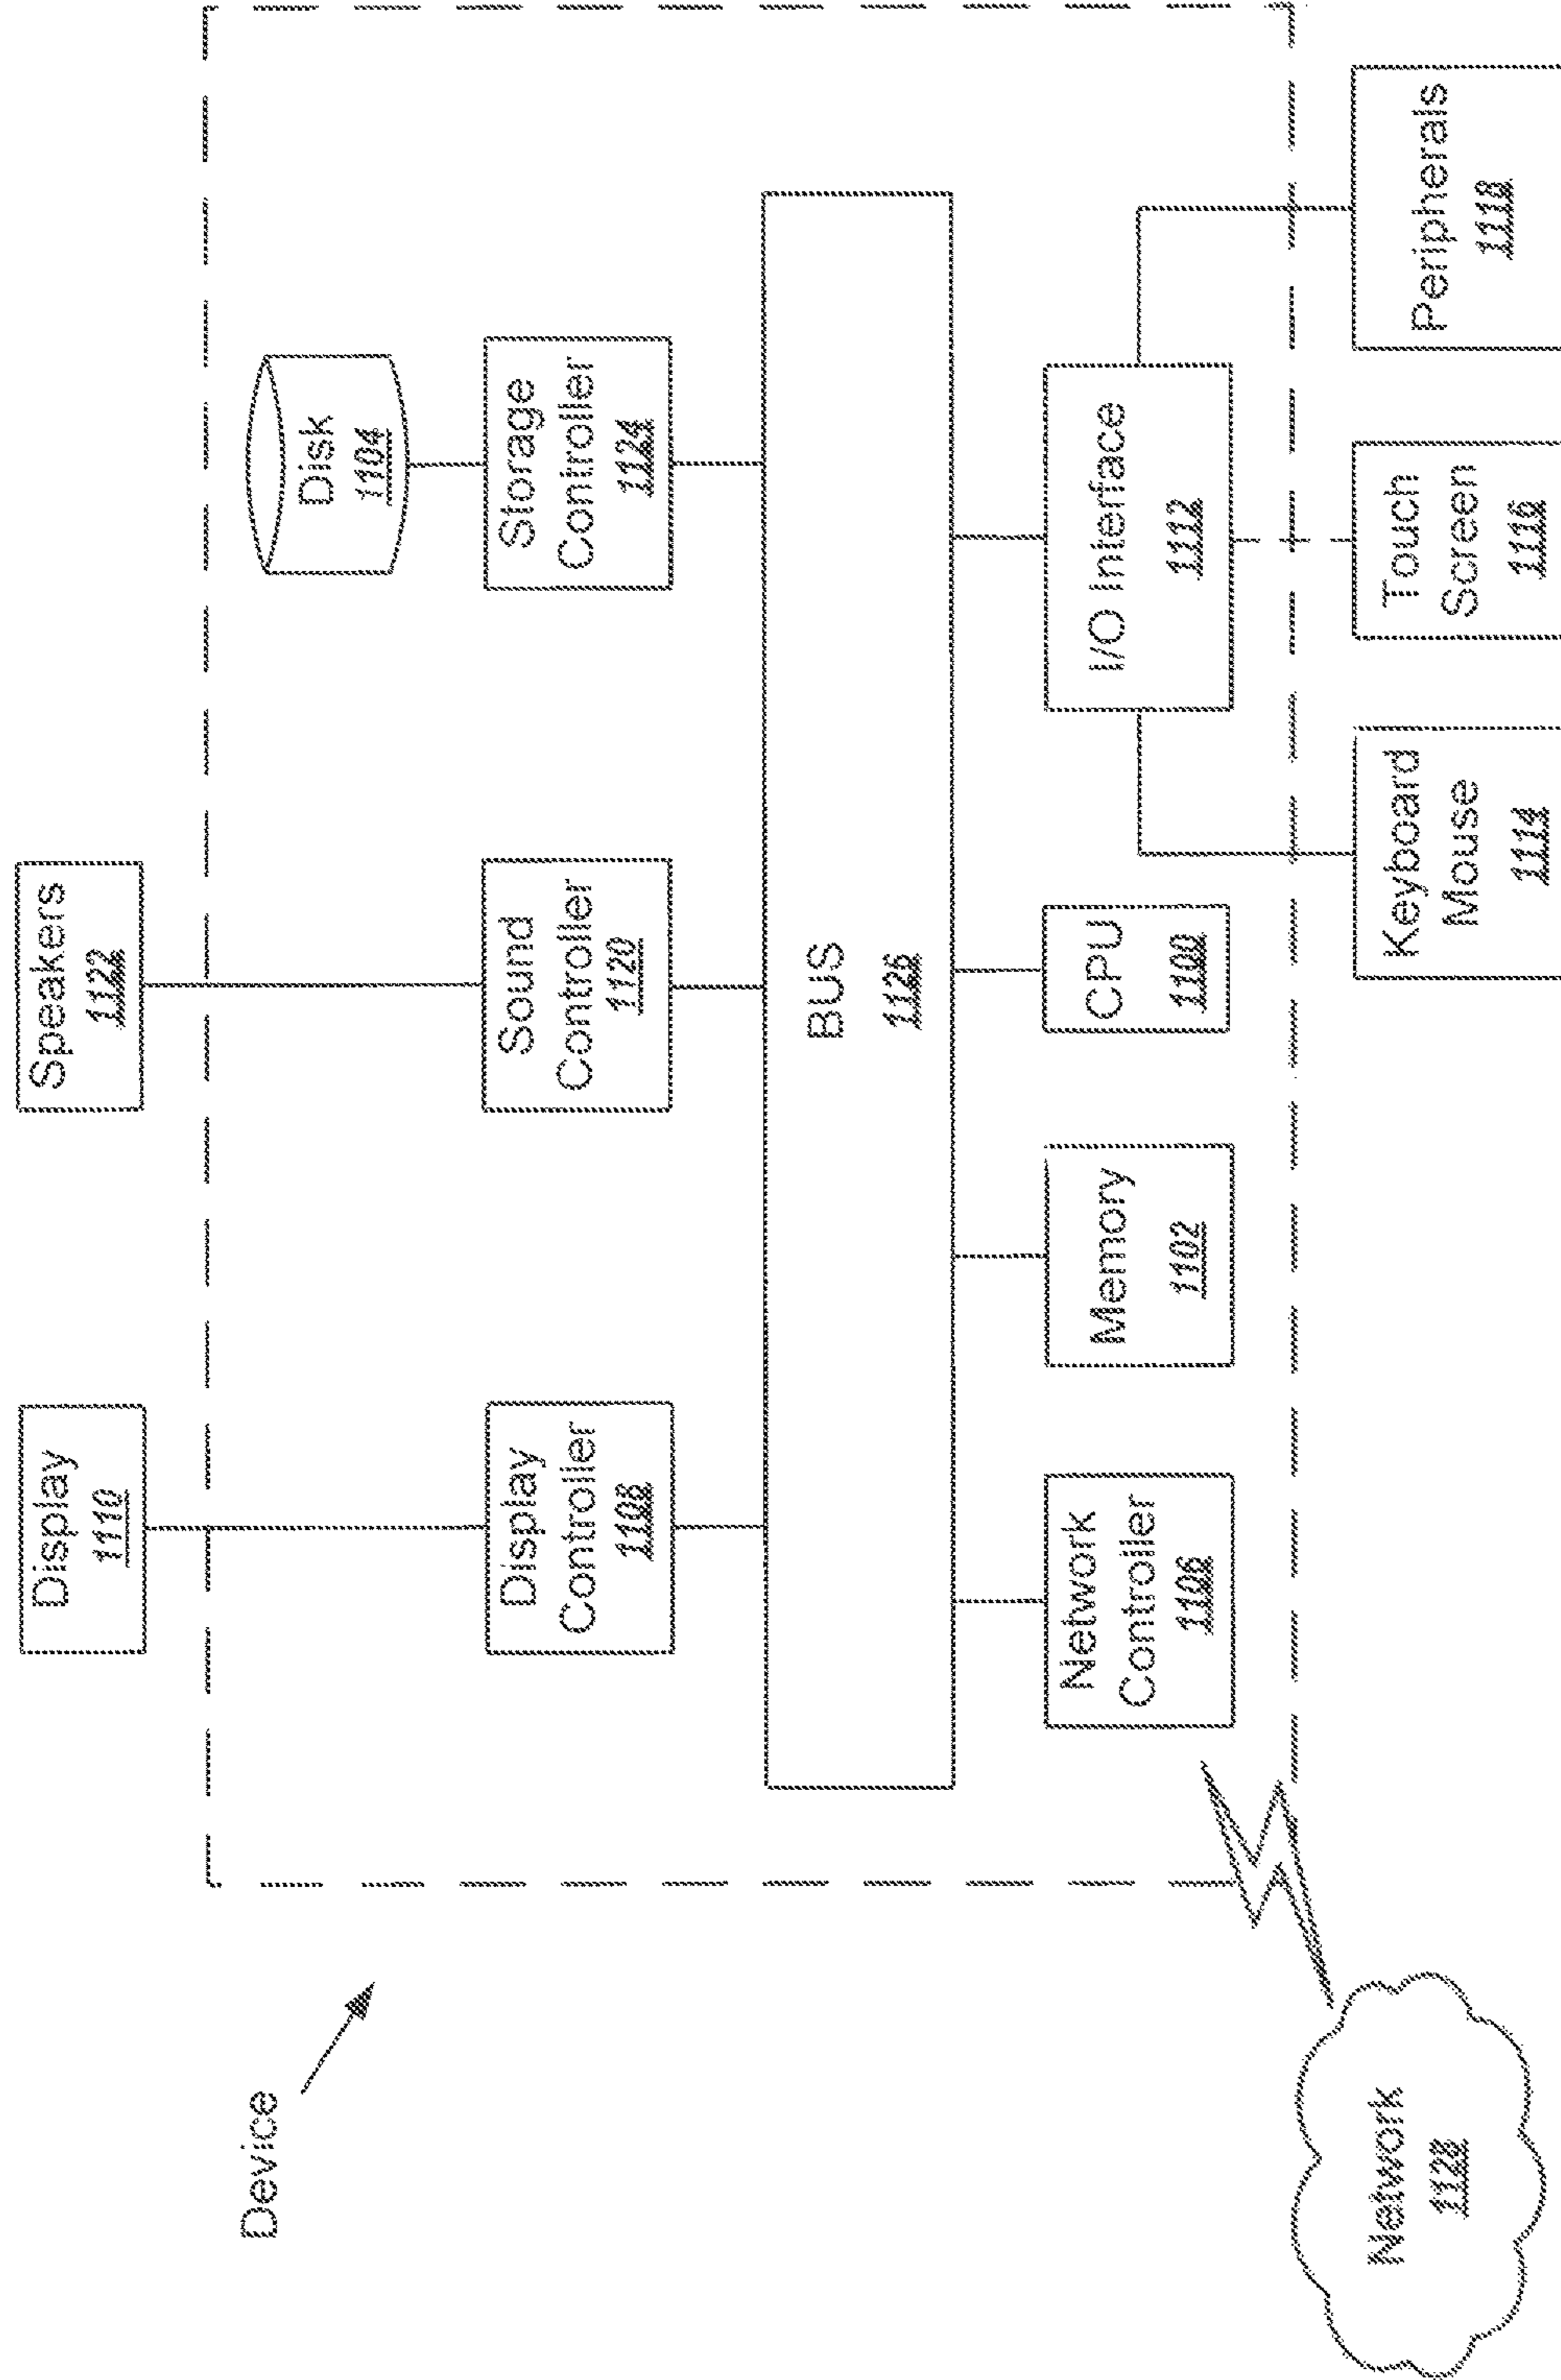 Device
Display
1110
Speakers
1122
Disk
1104
Display
Controller
1108
Sound
Controller
1120
Storage
Controller
1124
BUS
1126
Network
Controller
1106
Memory
1102
CPU
1100
I/O Interface
1112
Network
1128
Keyboard
Mouse
1114
Touch
Screen
1116
Peripherals
1118